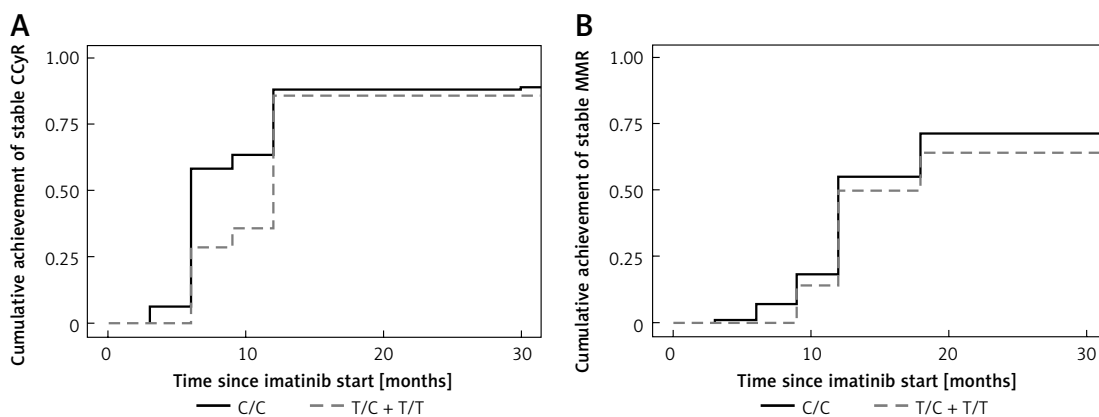 A
Cumulative achievement of stable CCyR
1.00
0.75
0.50
0.25
0
0 10 20 30
Time since imatinib start [months]
C/C T/C + T/T
B
Cumulative achievement of stable MMR
1.00
0.75
0.50
0.25
0
0 10 20 30
Time since imatinib start [months]
C/C T/C + T/T